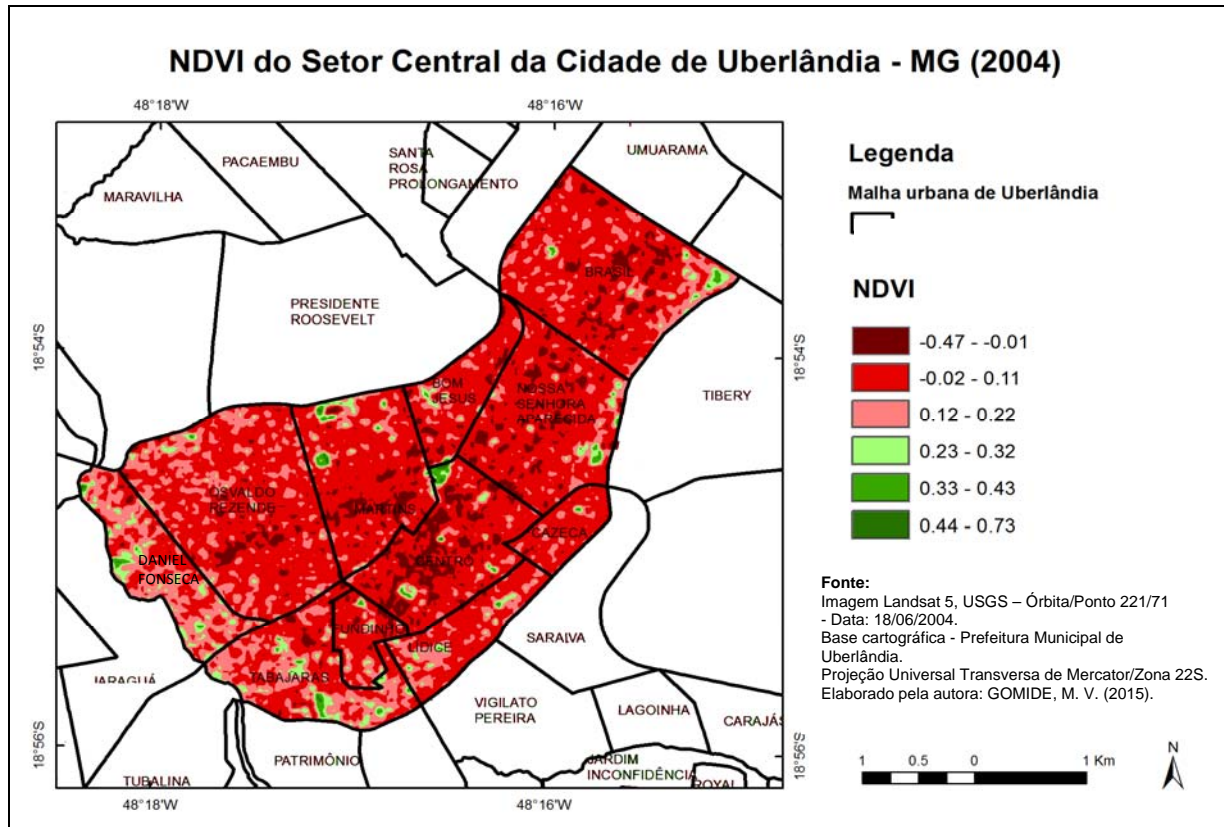 NDVI do Setor Central da Cidade de Uberlândia - MG (2004)
48°18'W
48°16'W
UMUARAMA
SANTA
ROSA
PROLONGAMENTO
PACAEMBU
MARAVILHA
BRASIL
PRESIDENTE
ROOSEVELT
18°54'S
18°54'S
BOM
JESUS
NOSSA
SENHORA
APARECIDA
TIBERY
OSVALDO
REZENDE
MARTINS
CAZECA
CENTRO
DANIEL
FONSECA
FUNDINHO
LIDICE
SARAIVA
TABAJARAS
JARAGUÁ
VIGILATO
PEREIRA
LAGOINHA
CARAJÁS
18°56'S
18°56'S
PATRIMÔNIO
JARDIM
INCONFIDÊNCIA
ROYAL
TUBALINA
48°18'W
48°16'W
Legenda
Malha urbana de Uberlândia
NDVI
-0.47 - -0.01
-0.02 - 0.11
0.12 - 0.22
0.23 - 0.32
0.33 - 0.43
0.44 - 0.73
Fonte:
Imagem Landsat 5, USGS – Órbita/Ponto 221/71
- Data: 18/06/2004.
Base cartográfica - Prefeitura Municipal de
Uberlândia.
Projeção Universal Transversa de Mercator/Zona 22S.
Elaborado pela autora: GOMIDE, M. V. (2015).
1 0.5 0 1 Km
N